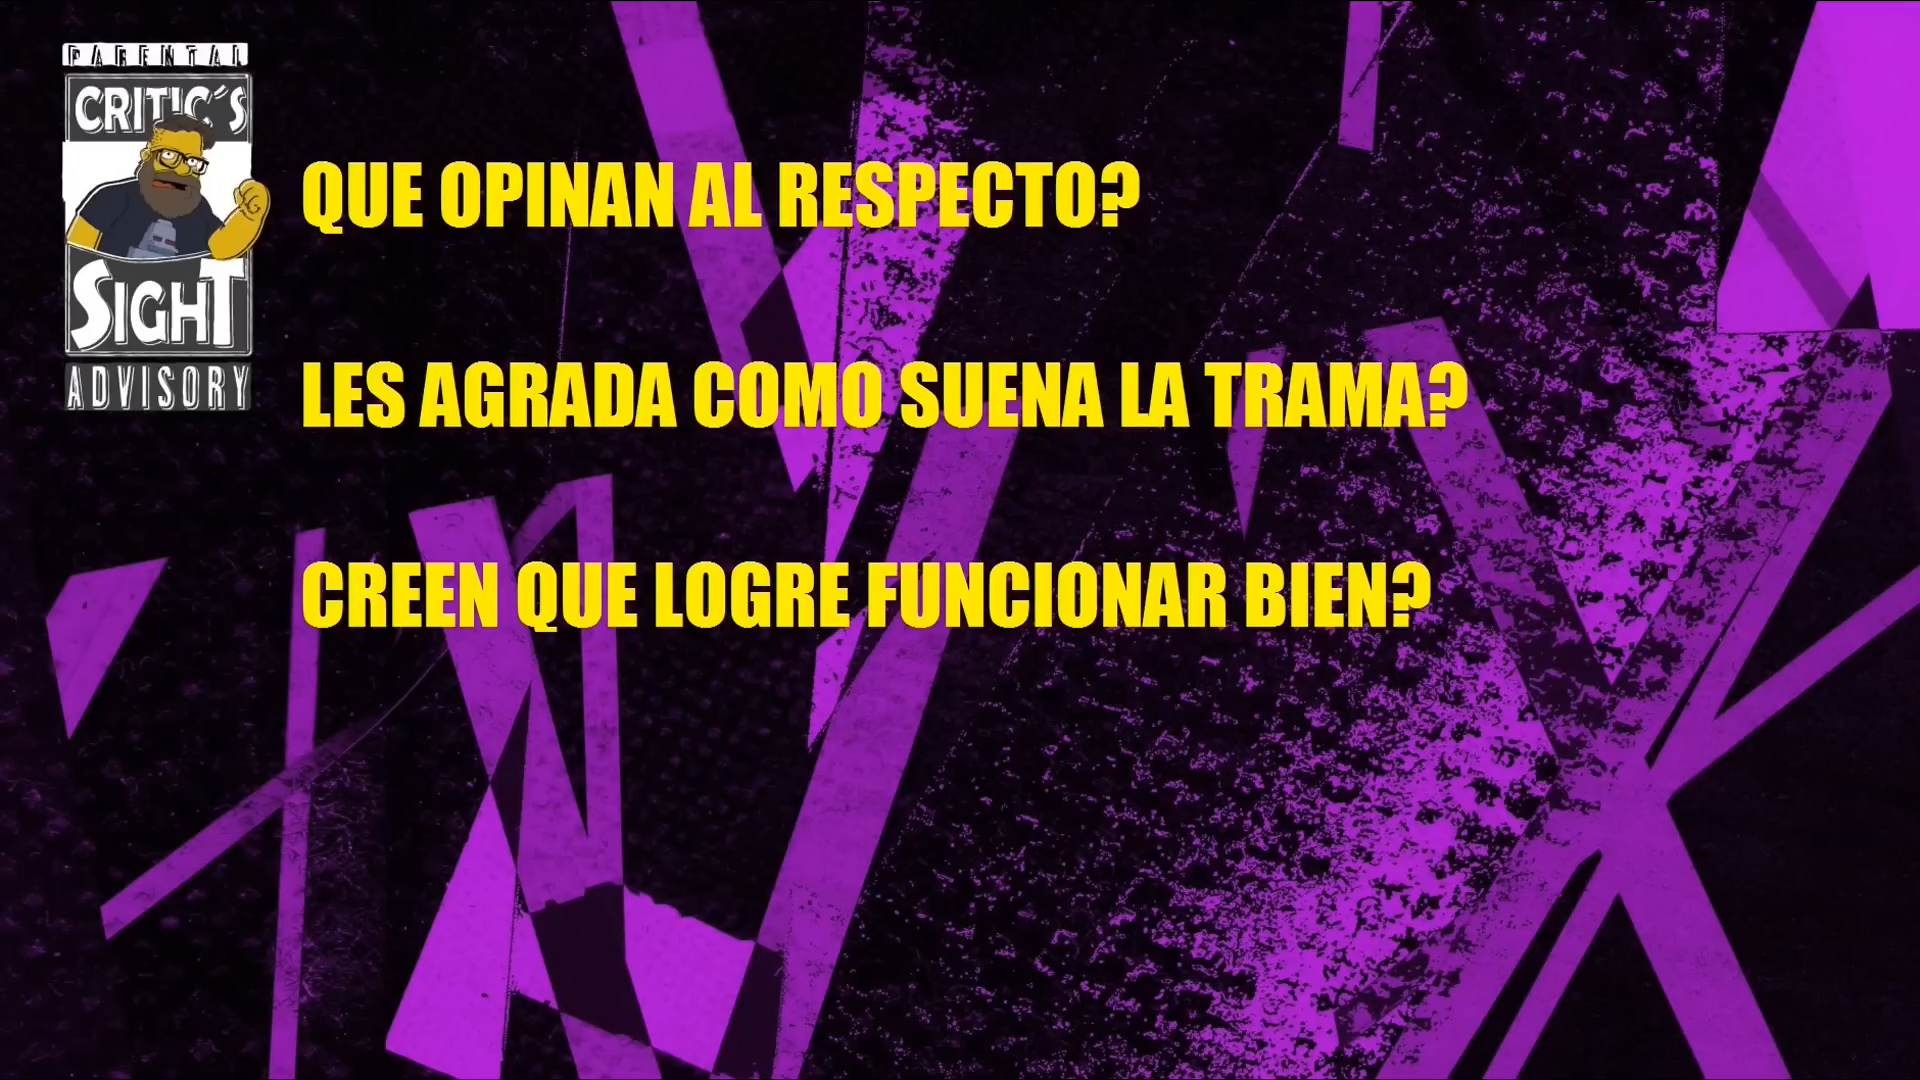 PARENTAL
CRITIC'S
SIGHT
ADVISORY
QUE OPINAN AL RESPECTO?
LES AGRADA COMO SUENA LA TRAMA?
CREEN QUE LOGRE FUNCIONAR BIEN?